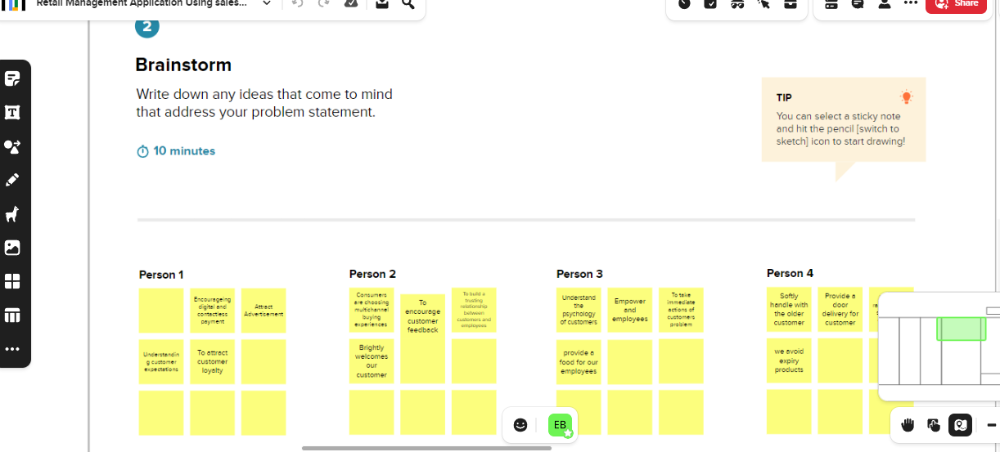 Retail Management Application Using sales...
Share
2
Brainstorm
Write down any ideas that come to mind
that address your problem statement.
10 minutes
TIP
You can select a sticky note
and hit the pencil [switch to
sketch] icon to start drawing!
Person 1
Encourageing
digital and
contactless
payment
Attract
Advertisement
Understandin
g customer
expectations
To attract
customer
loyalty
Person 2
Consumers
are choosing
multichannel
buying
experiences
To
encourage
customer
feedback
To build a
trusting
relationship
between
customers and
employees
Brightly
welcomes
our
customer
Person 3
Understand
the
psychology
of customers
Empower
and
employees
To take
immediate
actions of
customers
problem
provide a
food for our
employees
Person 4
Softly
handle with
the older
customer
Provide a
door
delivery for
customer
we avoid
expiry
products
EB